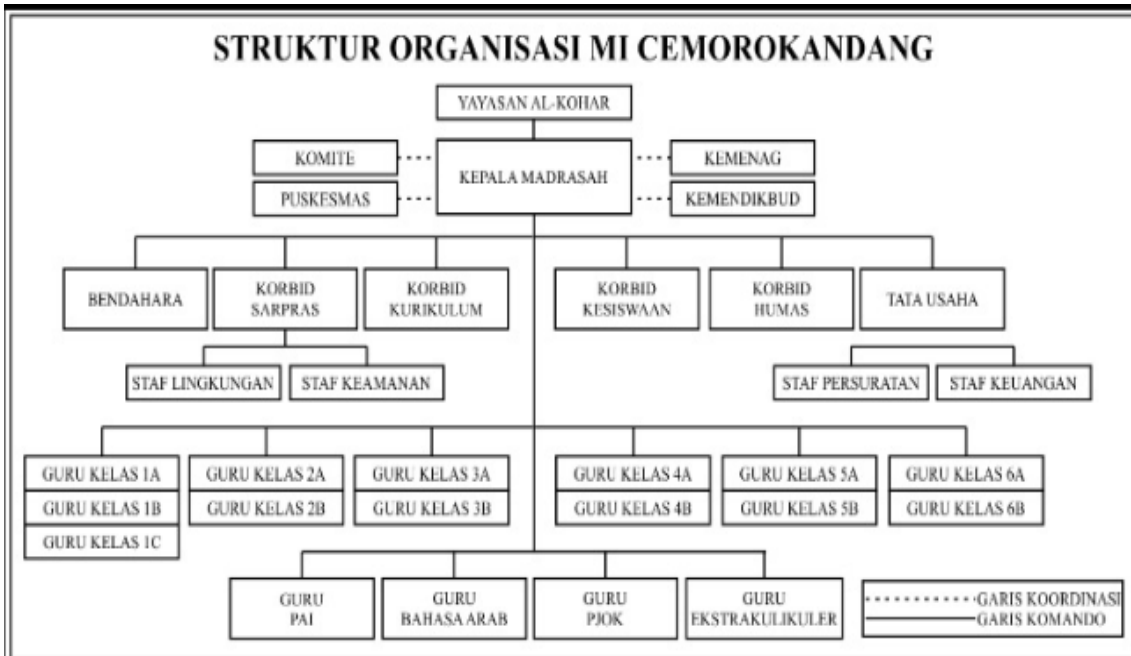 STRUKTUR ORGANISASI MI CEMOROKANDANG
YAYASAN AL-KOHAR
KOMITE
KEPALA MADRASAH
KEMENAG
PUSKESMAS
KEMENDIKBUD
BENDAHARA
KORBID
SARPRAS
KORBID
KURIKULUM
KORBID
KESISWAAN
KORBID
HUMAS
TATA USAHA
STAF LINGKUNGAN
STAF KEAMANAN
STAF PERSURATAN
STAF KEUANGAN
GURU KELAS 1A
GURU KELAS 1B
GURU KELAS 1C
GURU KELAS 2A
GURU KELAS 2B
GURU KELAS 3A
GURU KELAS 3B
GURU KELAS 4A
GURU KELAS 4B
GURU KELAS 5A
GURU KELAS 5B
GURU KELAS 6A
GURU KELAS 6B
GURU
PAI
GURU
BAHASA ARAB
GURU
PJOK
GURU
EKSTRAKULIKULER
GARIS KOORDINASI
GARIS KOMANDO